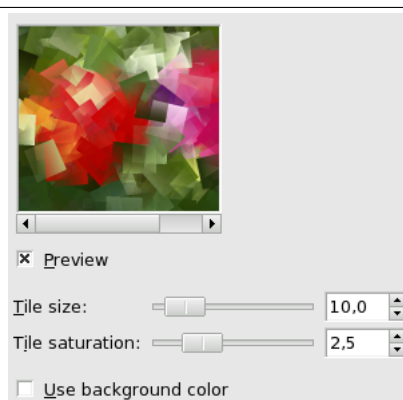 Preview
Tile size: 10,0
Tile saturation: 2,5
Use background color